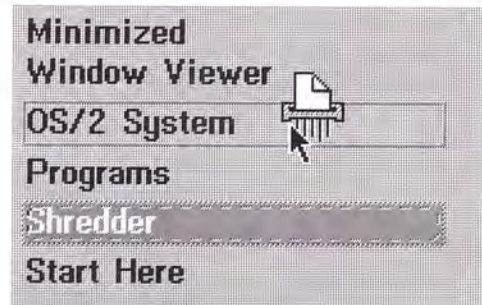 Minimized
Window Viewer
OS/2 System
Programs
Shredder
Start Here